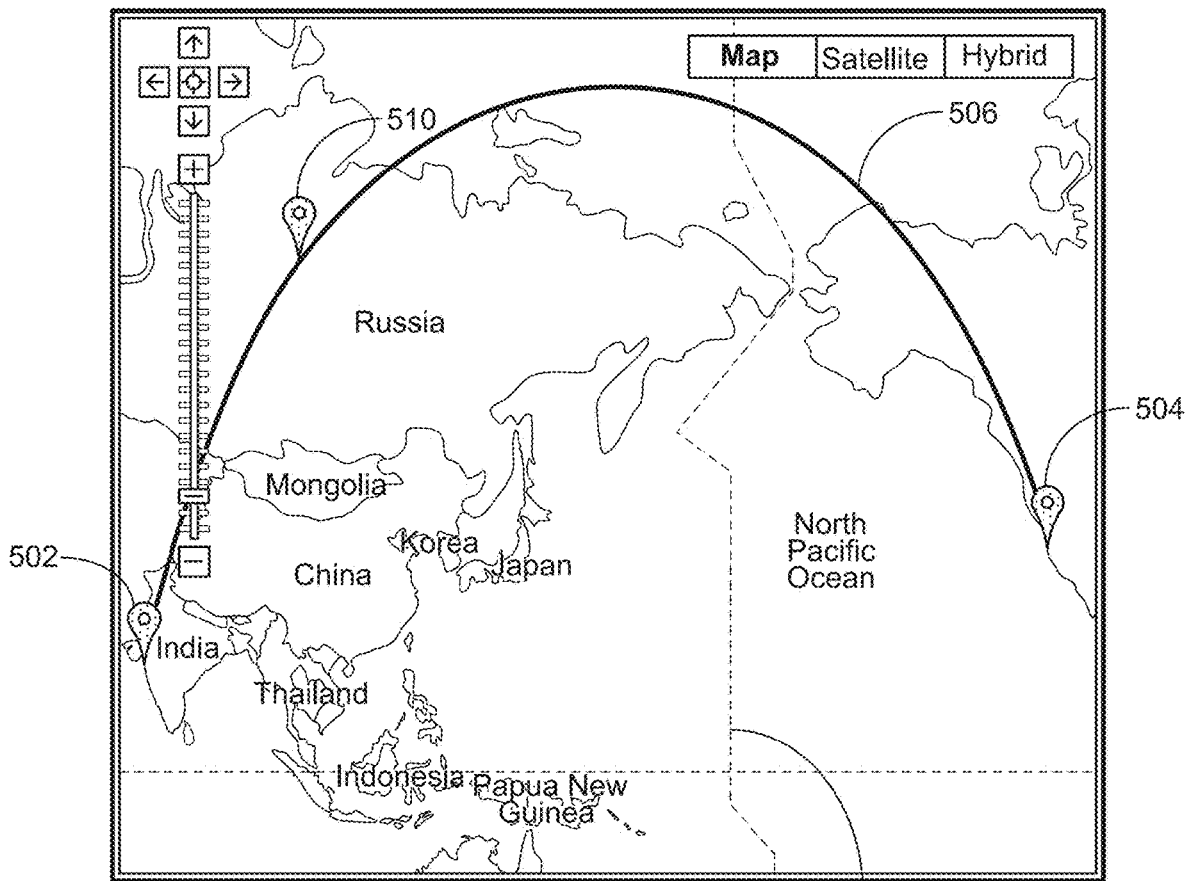 Map Satellite Hybrid
510
506
Russia
504
Mongolia
North
Pacific
Ocean
Korea
Japan
China
502
India
Thailand
Indonesia
Papua New
Guinea